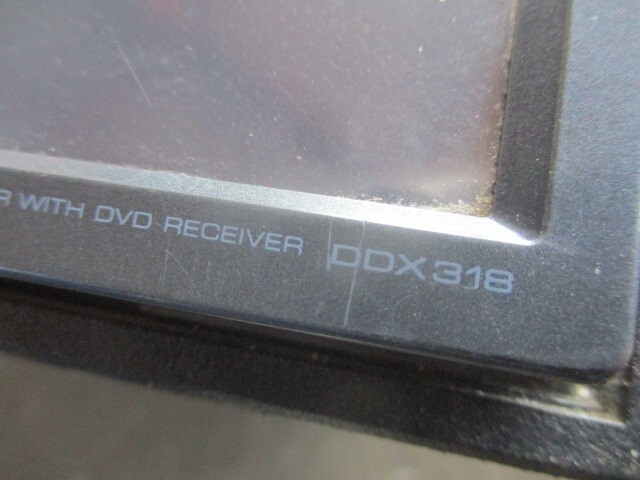 R WITH DVD RECEIVER DDX318